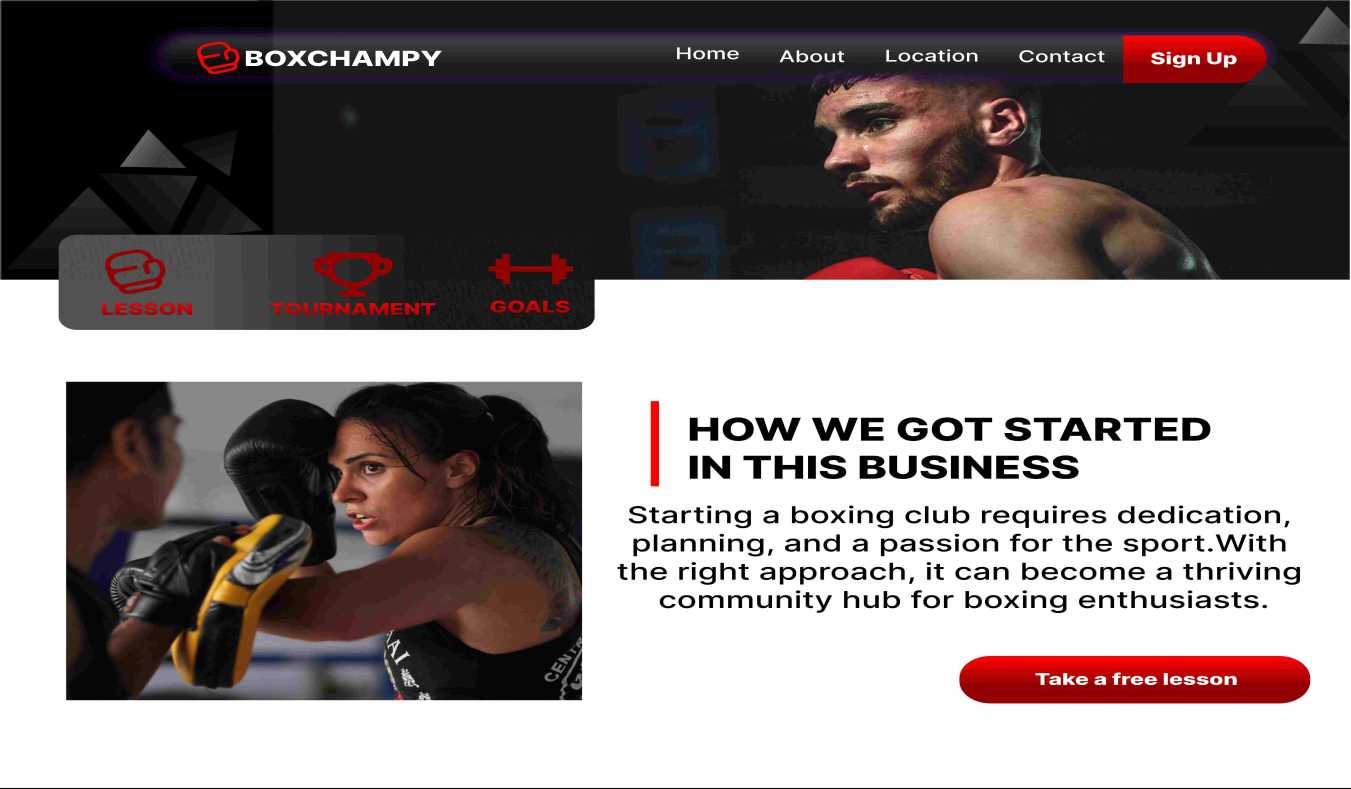 BOXCHAMPY
Home About Location Contact Sign Up
LESSON TOURNAMENT GOALS
HOW WE GOT STARTED
IN THIS BUSINESS
Starting a boxing club requires dedication,
planning, and a passion for the sport.With
the right approach, it can become a thriving
community hub for boxing enthusiasts.
Take a free lesson